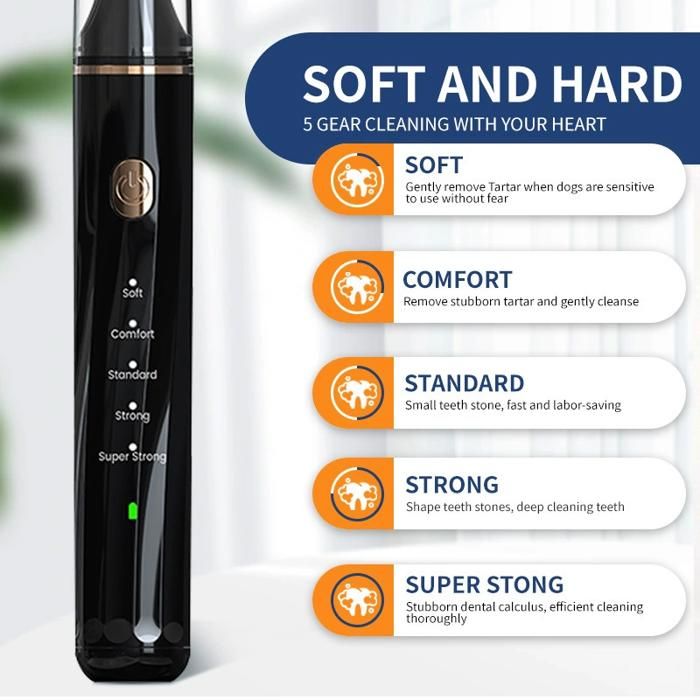 SOFT AND HARD
5 GEAR CLEANING WITH YOUR HEART
SOFT
Gently remove Tartar when dogs are sensitive
to use without fear
COMFORT
Remove stubborn tartar and gently cleanse
STANDARD
Small teeth stone, fast and labor-saving
STRONG
Shape teeth stones, deep cleaning teeth
SUPER STONG
Stubborn dental calculus, efficient cleaning
thoroughly
Soft
Comfort
Standard
Strong
Super Strong